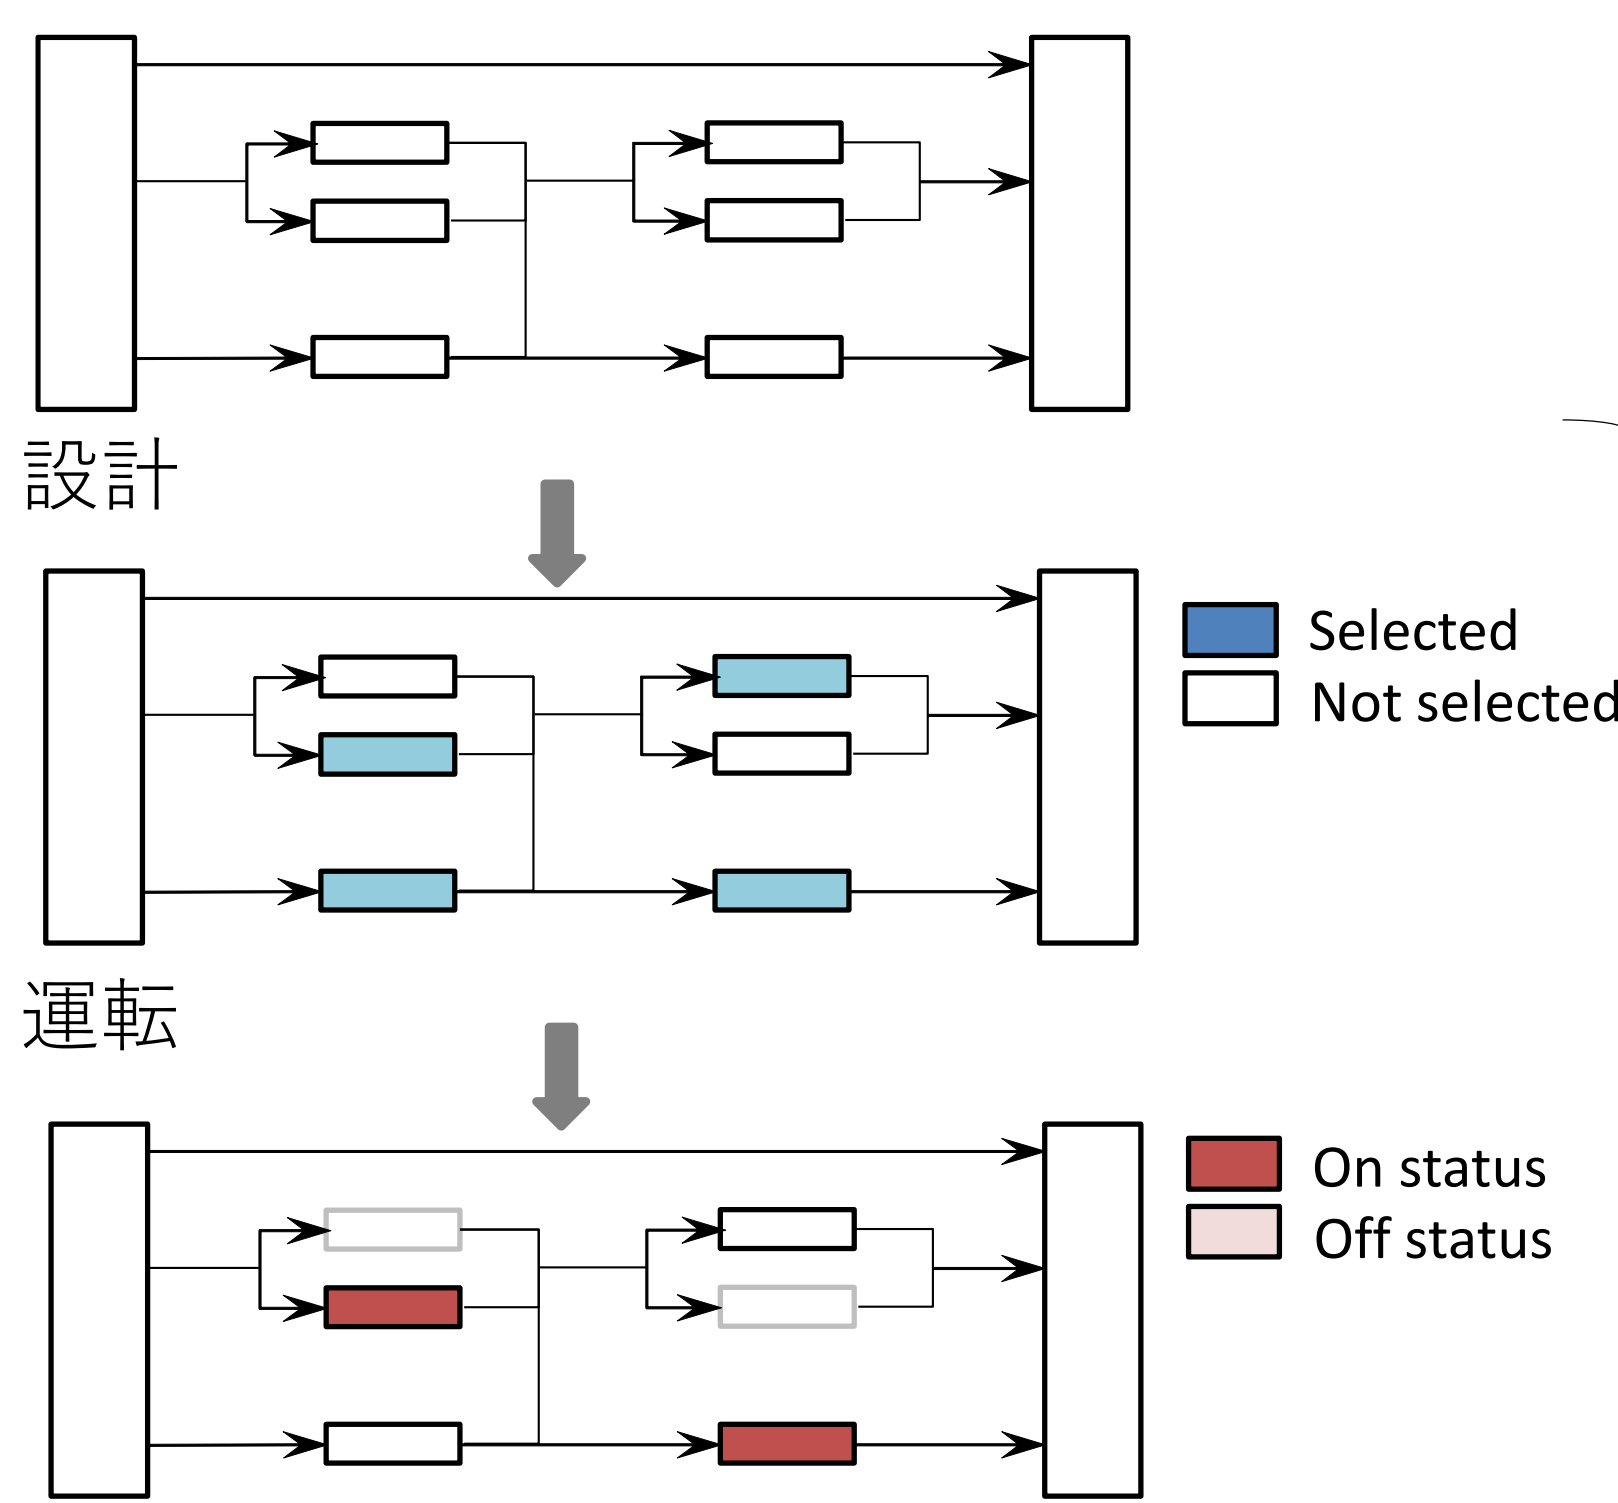 設計
Selected
Not selected
運転
On status
Off status